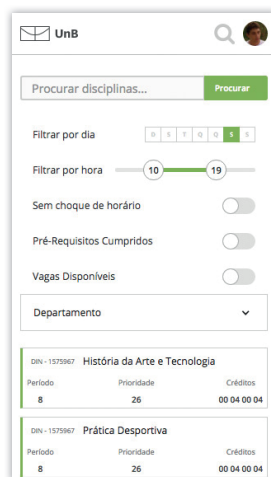 UnB
Procurar disciplinas... Procurar
Filtrar por dia D S T Q Q S S
Filtrar por hora 10 19
Sem choque de horário
Pré-Requisitos Cumpridos
Vagas Disponíveis
Departamento
DIN - 1575967 História da Arte e Tecnologia
Período Prioridade Créditos
8 26 00 04 00 04
DIN - 1575967 Prática Desportiva
Período Prioridade Créditos
8 26 00 04 00 04